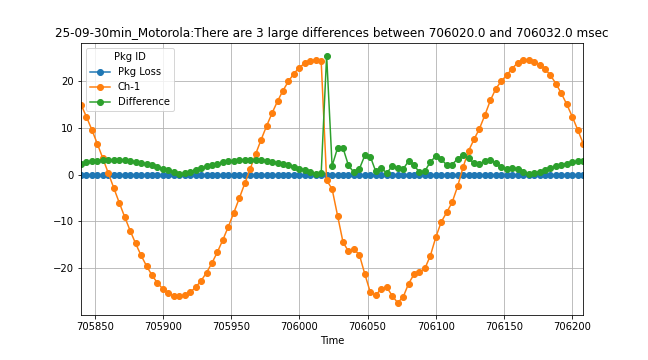 25-09-30min_Motorola:There are 3 large differences between 706020.0 and 706032.0 msec
Pkg ID
Pkg Loss
Ch-1
Difference
20
10
0
−10
−20
705850 705900 705950 706000 706050 706100 706150 706200
Time